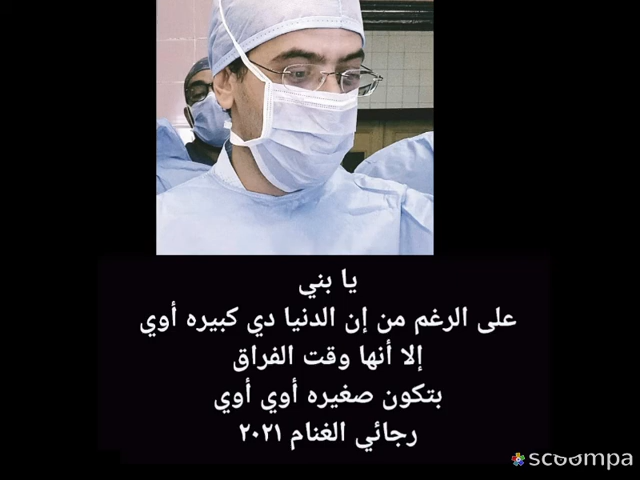 يا بني
على الرغم من إن الدنيا دي كبيره أوي
إلا أنها وقت الفراق
بتكون صغيره أوي أوي
رجائي الغنام ٢٠٢١
scoompa